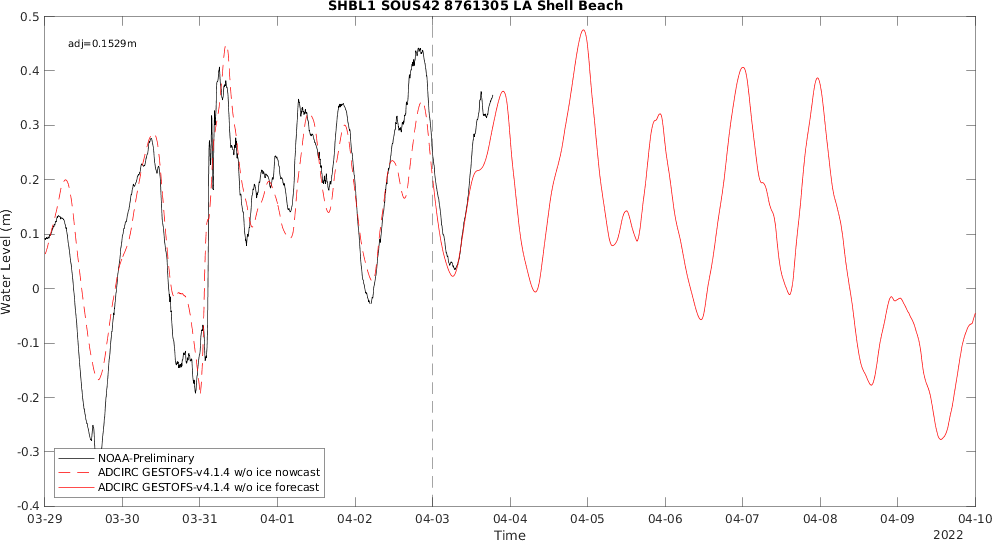 SHBL1 SOUS42 8761305 LA Shell Beach
adj=0.1529m
0.5
0.4
0.3
0.2
0.1
0
-0.1
-0.2
-0.3
-0.4
Water Level (m)
NOAA-Preliminary
ADCIRC GESTOFS-v4.1.4 w/o ice nowcast
ADCIRC GESTOFS-v4.1.4 w/o ice forecast
03-29 03-30 03-31 04-01 04-02 04-03 04-04 04-05 04-06 04-07 04-08 04-09 04-10
Time
2022